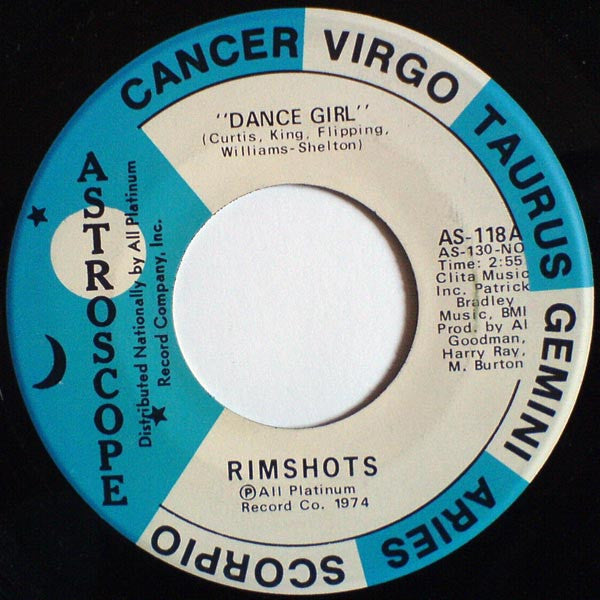 CANCER
VIRGO
TAURUS
GEMINI
ARIES
SCORPIO
ASTROSCOPE
Distributed Nationally by All Platinum
Record Company, Inc.
"DANCE GIRL"
(Curtis, King, Flipping,
Williams-Shelton)
AS-118A
AS-130-NO
Time: 2:55
Clita Music
Inc. Patrick
Bradley
Music, BMI
Prod. by Al
Goodman,
Harry Ray,
M. Burton
RIMSHOTS
Ⓟ All Platinum
Record Co. 1974